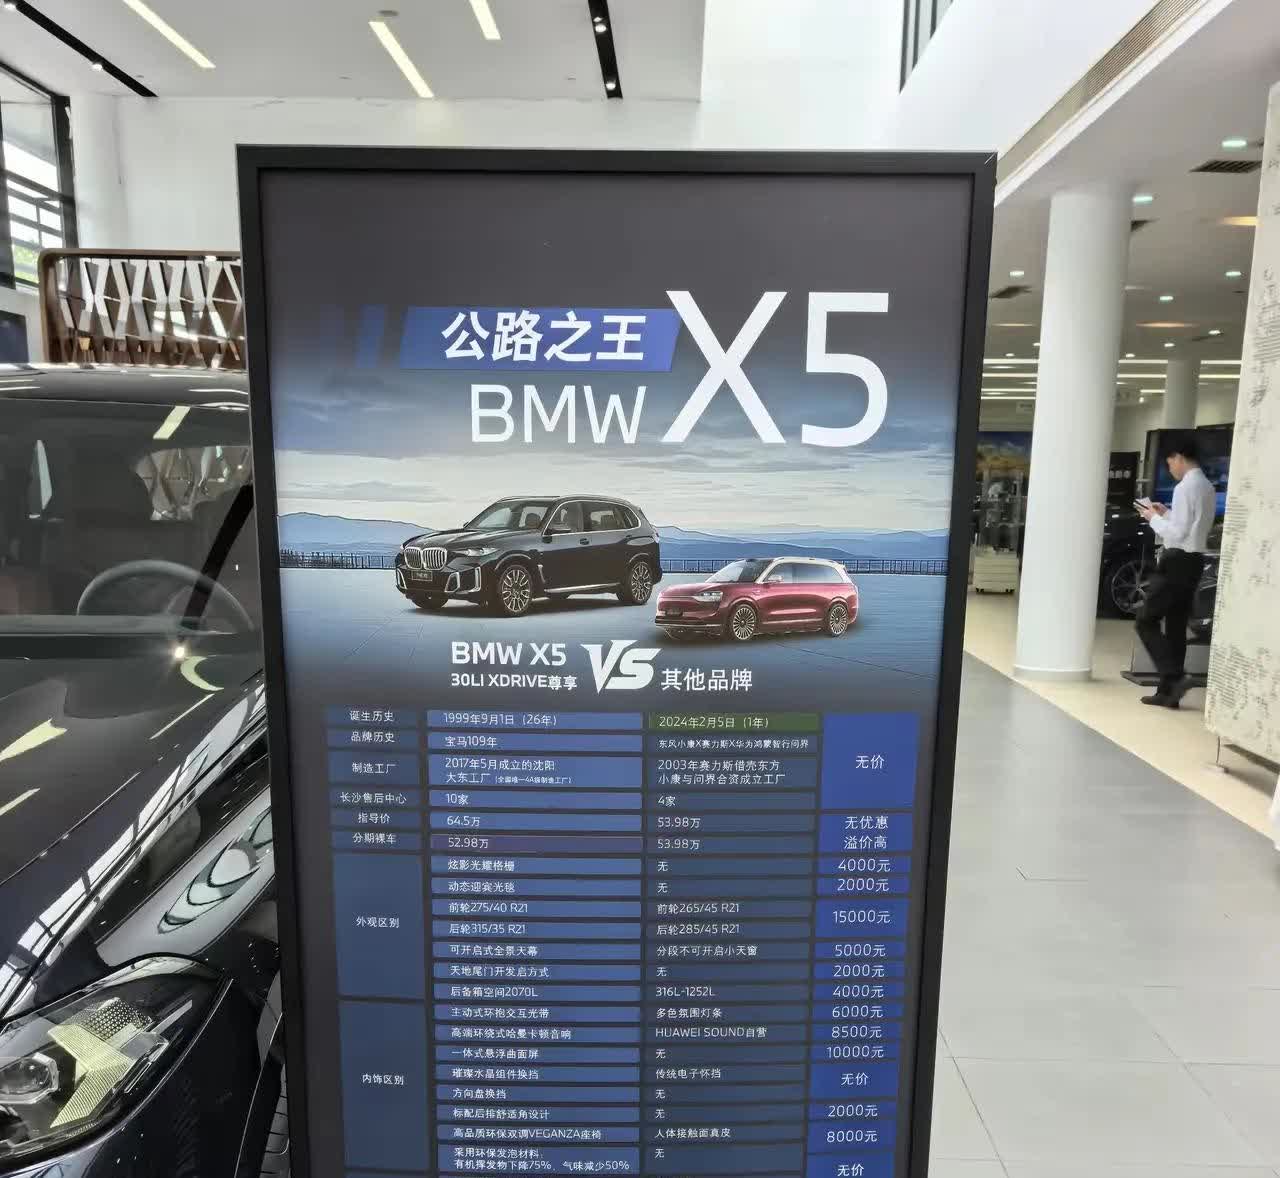 公路之王
BMW X5
BMW X5 VS 其他品牌
30LI XDRIVE尊享
诞生历史 1999年9月1日（26年） 2024年2月5日（1年） 无价
品牌历史 宝马109年 东风小康X赛力斯X华为鸿蒙智行问界
制造工厂 2017年5月成立的沈阳 2003年赛力斯借壳东方
大东工厂（全国唯一4A级制造工厂） 小康与问界合资成立工厂
长沙售后中心 10家 4家
指导价 64.5万 53.98万 无优惠
分期裸车 52.98万 53.98万 溢价高
外观区别 炫影光耀格栅 无 4000元
动态迎宾光毯 无 2000元
前轮275/40 R21 前轮265/45 R21 15000元
后轮315/35 R21 后轮285/45 R21
可开启式全景天幕 分段不可开启小天窗 5000元
天地尾门开发启方式 无 2000元
后备箱空间2070L 316L-1252L 4000元
内饰区别 主动式环抱交互光带 多色氛围灯条 6000元
高端环绕式哈曼卡顿音响 HUAWEI SOUND自营 8500元
一体式悬浮曲面屏 无 10000元
璀璨水晶组件换挡 传统电子怀挡 无价
方向盘换挡 无
标配后排舒适角设计 无 2000元
高品质环保双调VEGANZA座椅 人体接触面真皮 8000元
采用环保发泡材料, 无 无价
有机挥发物下降75%、气味减少50%